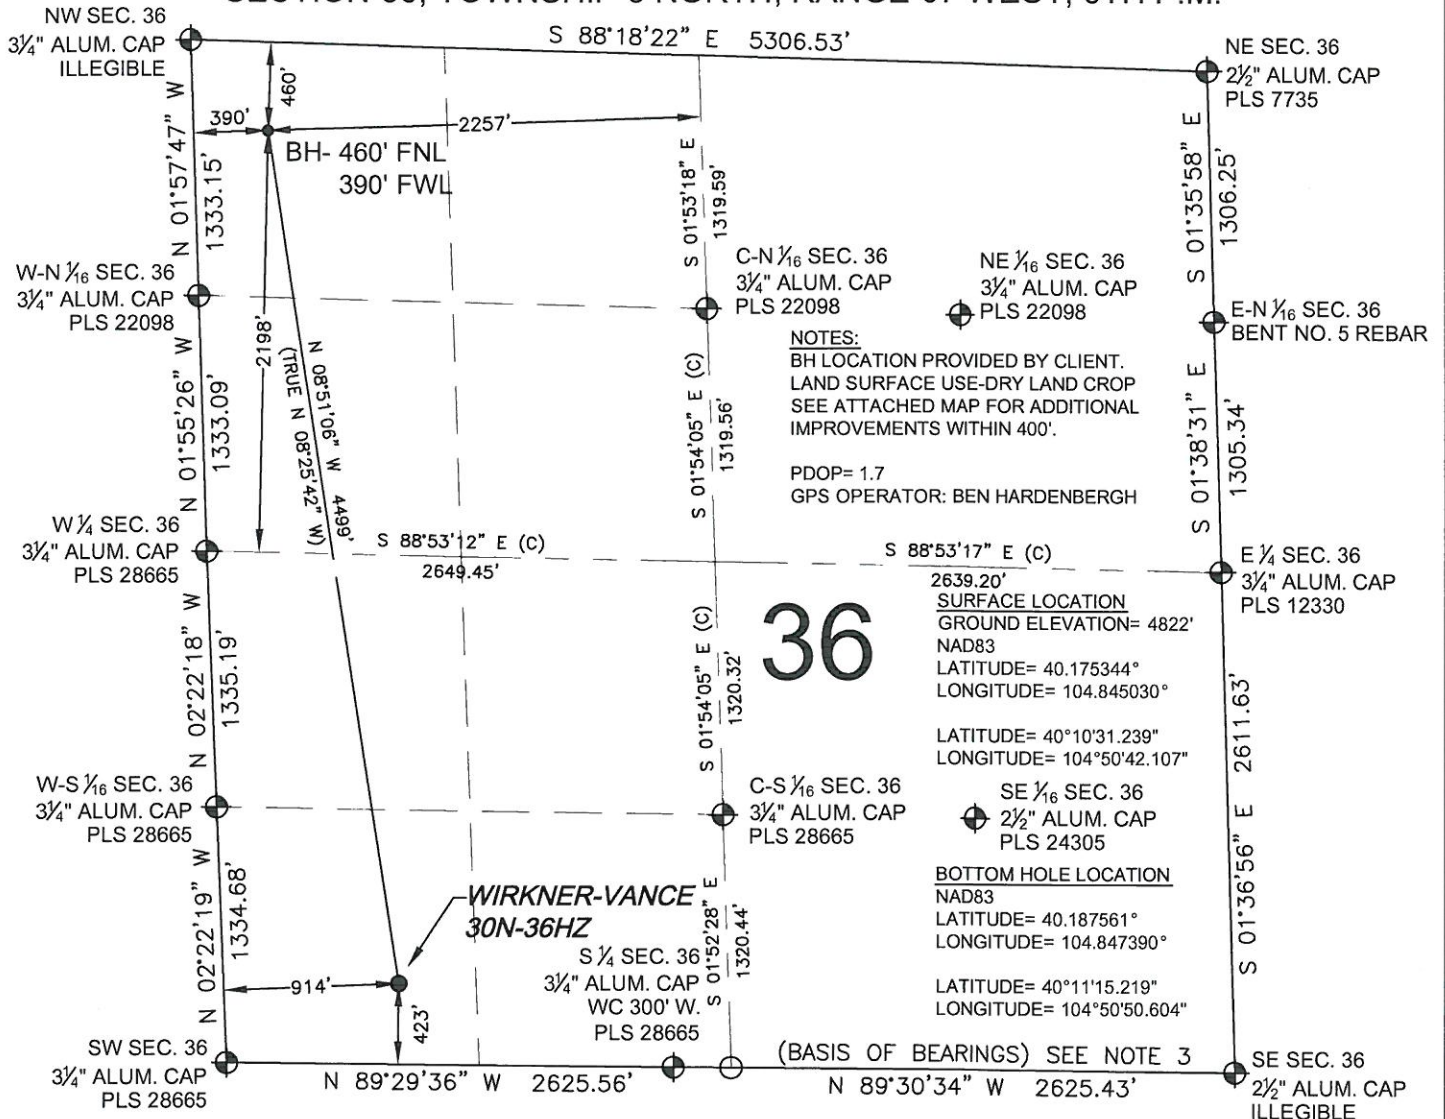 SECTION 36, TOWNSHIP 3 NORTH, RANGE 67 WEST, 6TH P.M.
NW SEC. 36
3¼" ALUM. CAP
ILLEGIBLE
S 88°18'22" E 5306.53'
NE SEC. 36
2½" ALUM. CAP
PLS 7735
460'
390'
2257'
BH- 460' FNL
390' FWL
N 01°57'47" W
1333.15'
S 01°53'18" E
1319.59'
S 01°35'58" E
1306.25'
W-N 1/16 SEC. 36
3¼" ALUM. CAP
PLS 22098
C-N 1/16 SEC. 36
3¼" ALUM. CAP
PLS 22098
NE 1/16 SEC. 36
3¼" ALUM. CAP
PLS 22098
E-N 1/16 SEC. 36
BENT NO. 5 REBAR
NOTES:
BH LOCATION PROVIDED BY CLIENT.
LAND SURFACE USE-DRY LAND CROP
SEE ATTACHED MAP FOR ADDITIONAL
IMPROVEMENTS WITHIN 400'.
PDOP= 1.7
GPS OPERATOR: BEN HARDENBERGH
2198'
N 08°51'06" W 4499'
(TRUE N 08°25'42" W)
N 01°55'26" W
1333.09'
S 01°54'05" E (C)
1319.56'
S 01°38'31" E
1305.34'
W ¼ SEC. 36
3¼" ALUM. CAP
PLS 28665
S 88°53'12" E (C)
2649.45'
S 88°53'17" E (C)
2639.20'
E ¼ SEC. 36
3¼" ALUM. CAP
PLS 12330
36
SURFACE LOCATION
GROUND ELEVATION= 4822'
NAD83
LATITUDE= 40.175344°
LONGITUDE= 104.845030°
LATITUDE= 40°10'31.239"
LONGITUDE= 104°50'42.107"
N 02°22'18" W
1335.19'
S 01°54'05" E (C)
1320.32'
S 01°36'56" E 2611.63'
W-S 1/16 SEC. 36
3¼" ALUM. CAP
PLS 28665
C-S 1/16 SEC. 36
3¼" ALUM. CAP
PLS 28665
SE 1/16 SEC. 36
2½" ALUM. CAP
PLS 24305
BOTTOM HOLE LOCATION
NAD83
LATITUDE= 40.187561°
LONGITUDE= 104.847390°
LATITUDE= 40°11'15.219"
LONGITUDE= 104°50'50.604"
WIRKNER-VANCE
30N-36HZ
N 02°22'19" W
1334.68'
S 01°52'28" E
1320.44'
914'
423'
S ¼ SEC. 36
3¼" ALUM. CAP
WC 300' W.
PLS 28665
SW SEC. 36
3¼" ALUM. CAP
PLS 28665
N 89°29'36" W 2625.56'
(BASIS OF BEARINGS) SEE NOTE 3
N 89°30'34" W 2625.43'
SE SEC. 36
2½" ALUM. CAP
ILLEGIBLE